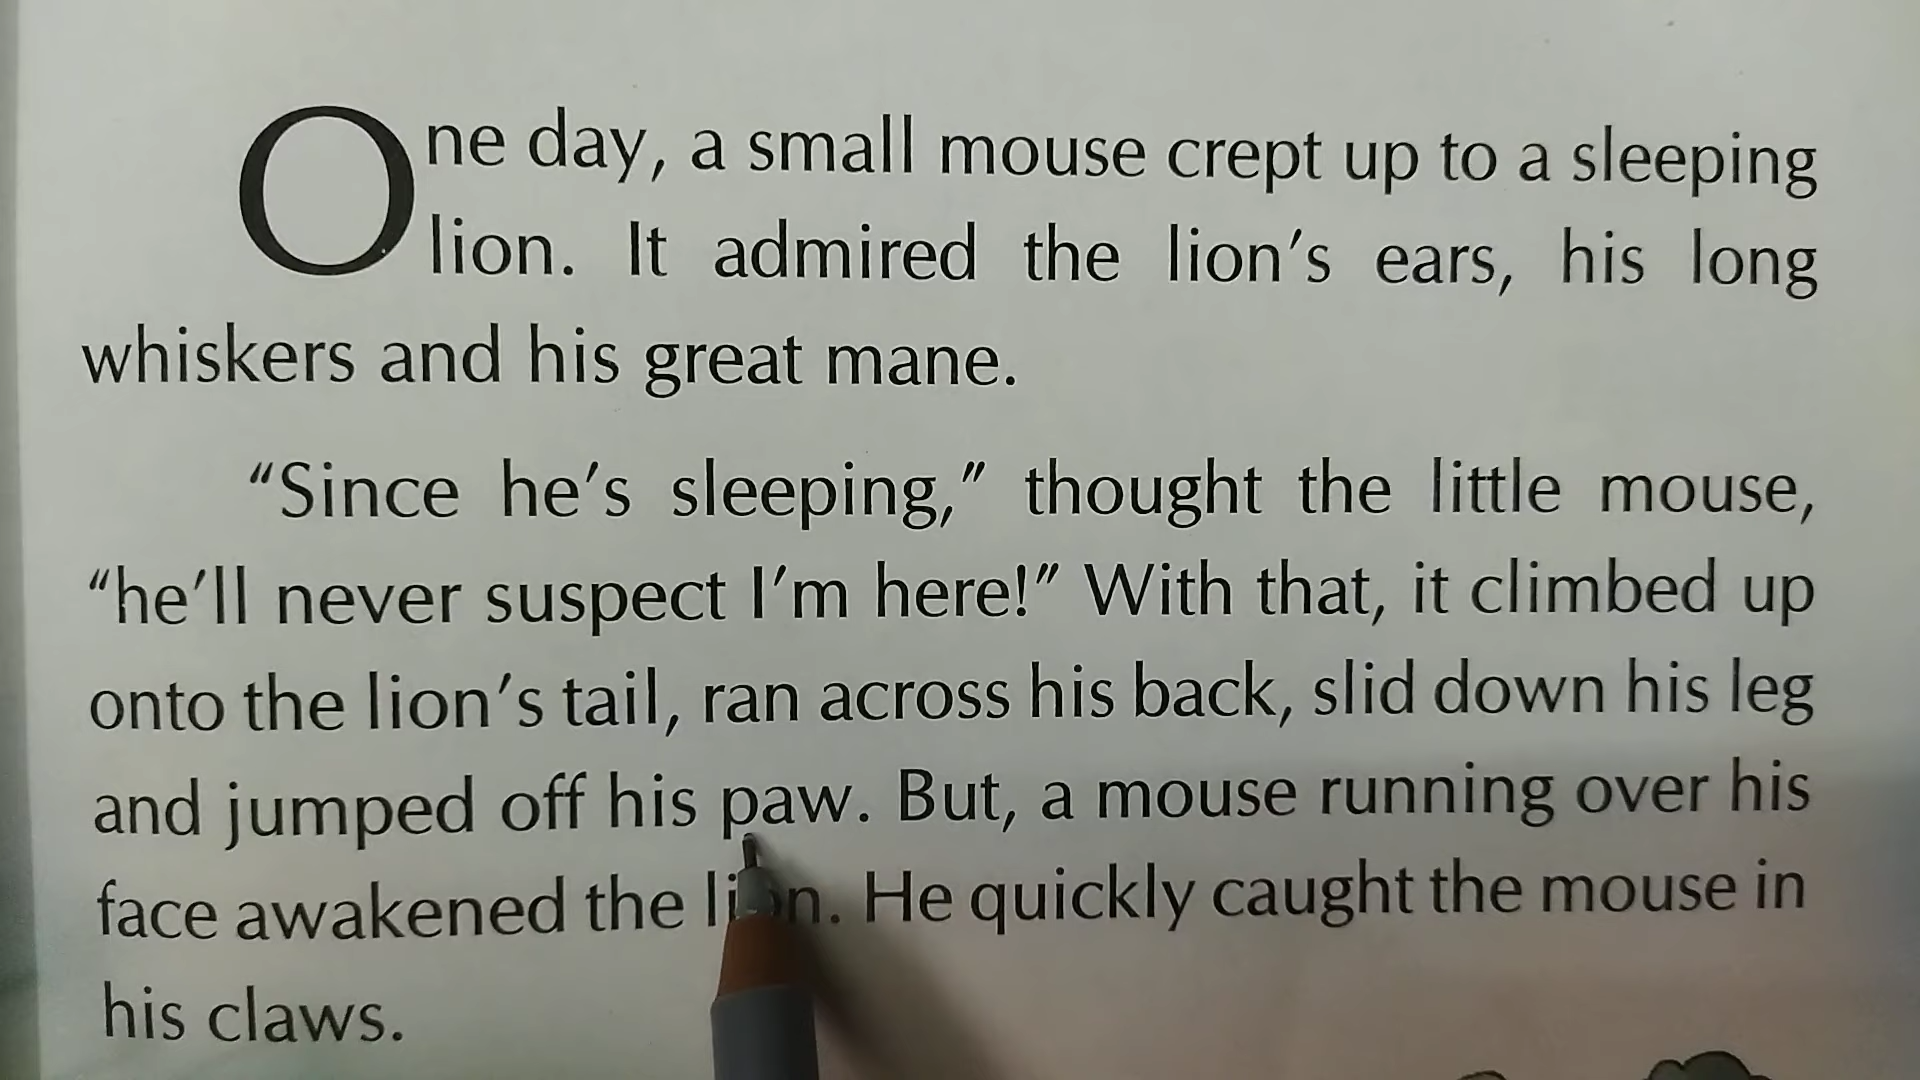 One day, a small mouse crept up to a sleeping
lion. It admired the lion’s ears, his long
whiskers and his great mane.
“Since he’s sleeping,” thought the little mouse,
“he’ll never suspect I’m here!” With that, it climbed up
onto the lion’s tail, ran across his back, slid down his leg
and jumped off his paw. But, a mouse running over his
face awakened the lion. He quickly caught the mouse in
his claws.